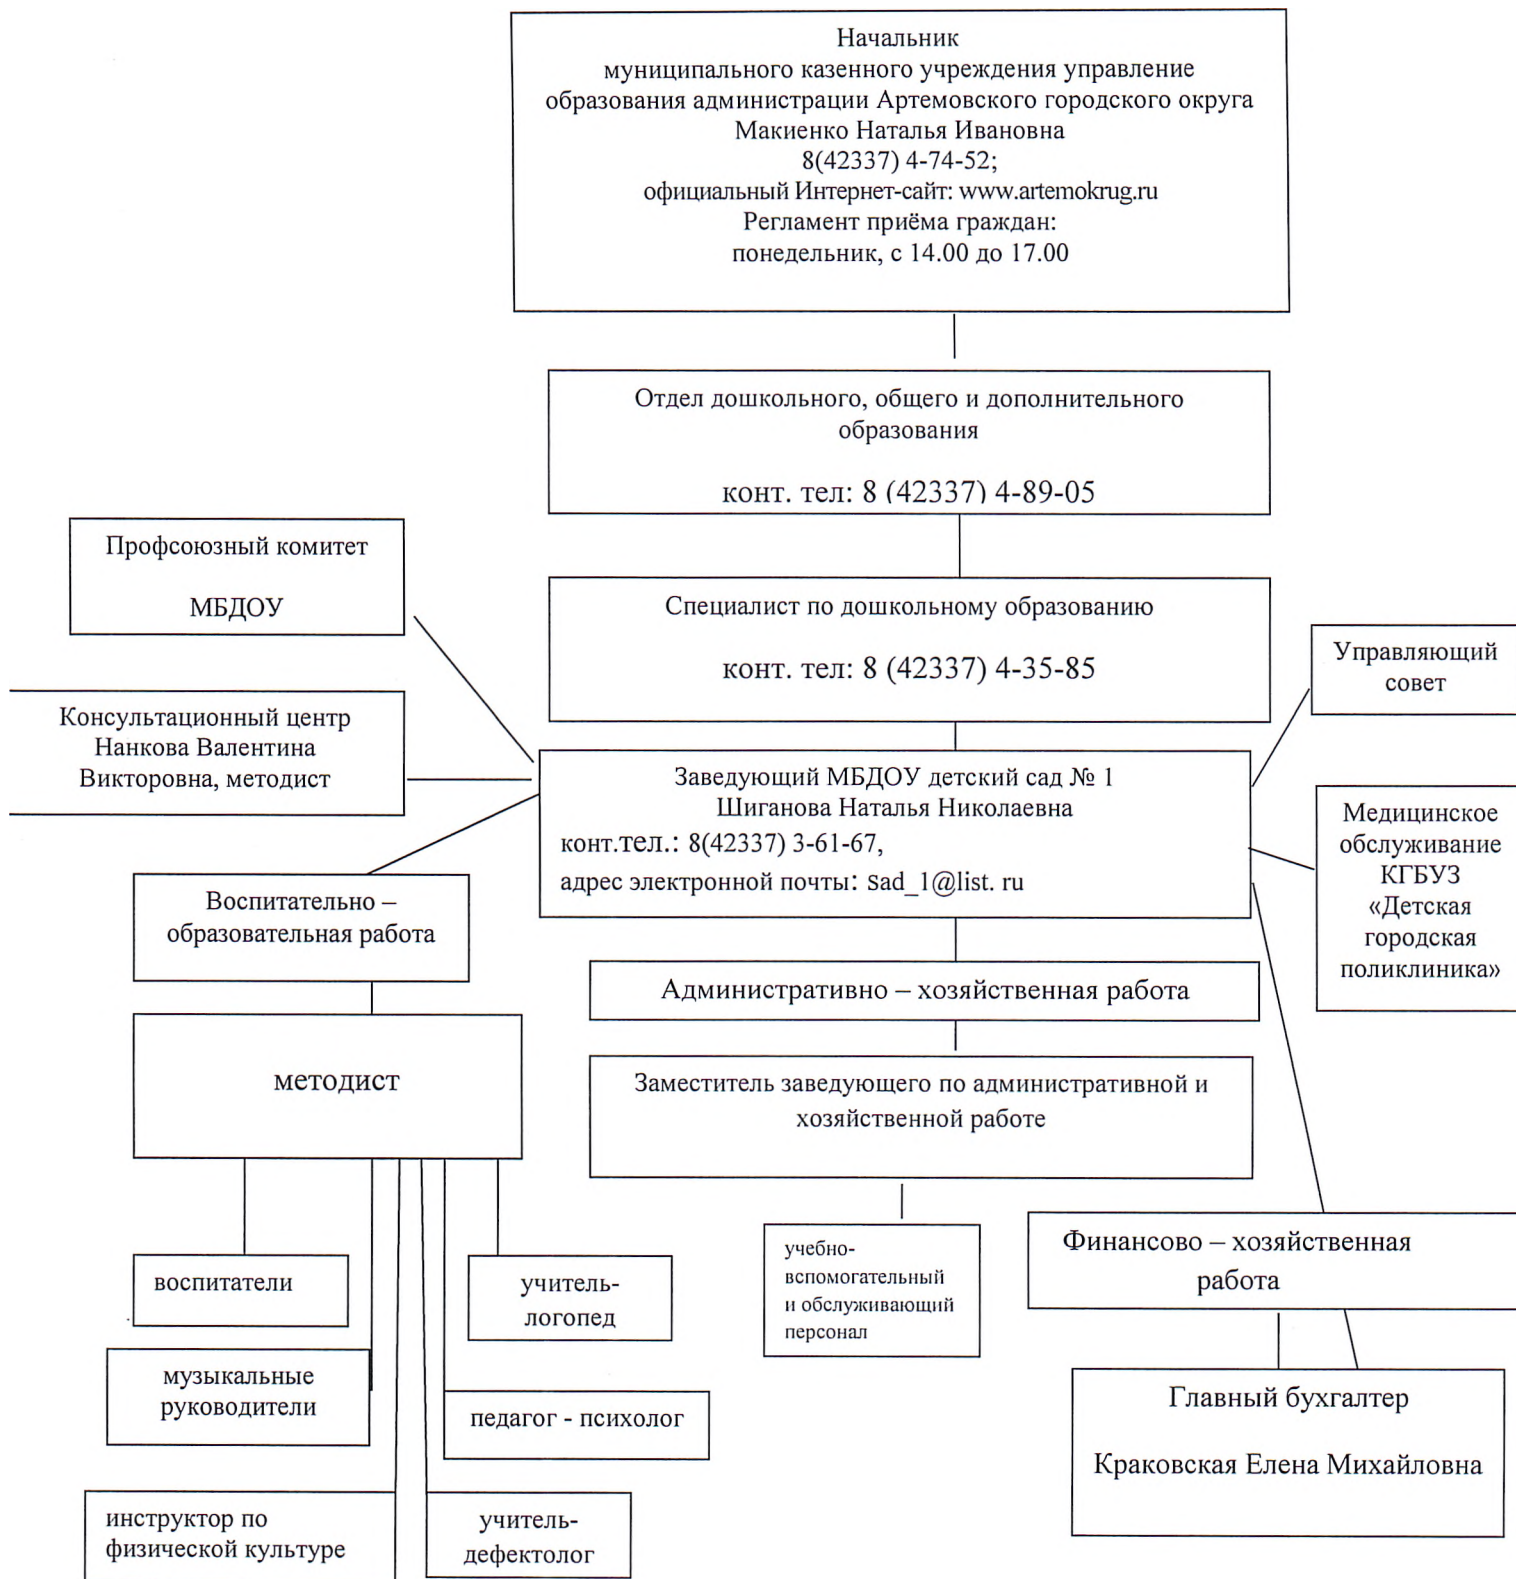 Начальник
муниципального казенного учреждения управление
образования администрации Артемовского городского округа
Макиенко Наталья Ивановна
8(42337) 4-74-52;
официальный Интернет-сайт: www.artemokrug.ru
Регламент приёма граждан:
понедельник, с 14.00 до 17.00
Отдел дошкольного, общего и дополнительного
образования
конт. тел: 8 (42337) 4-89-05
Профсоюзный комитет
МБДОУ
Специалист по дошкольному образованию
конт. тел: 8 (42337) 4-35-85
Управляющий
совет
Консультационный центр
Нанкова Валентина
Викторовна, методист
Заведующий МБДОУ детский сад № 1
Шиганова Наталья Николаевна
конт.тел.: 8(42337) 3-61-67,
адрес электронной почты: sad_1@list. ru
Медицинское
обслуживание
КГБУЗ
«Детская
городская
поликлиника»
Воспитательно –
образовательная работа
Административно – хозяйственная работа
методист
Заместитель заведующего по административной и
хозяйственной работе
воспитатели
учитель-
логопед
учебно-
вспомогательный
и обслуживающий
персонал
Финансово – хозяйственная
работа
музыкальные
руководители
педагог - психолог
Главный бухгалтер
Краковская Елена Михайловна
инструктор по
физической культуре
учитель-
дефектолог